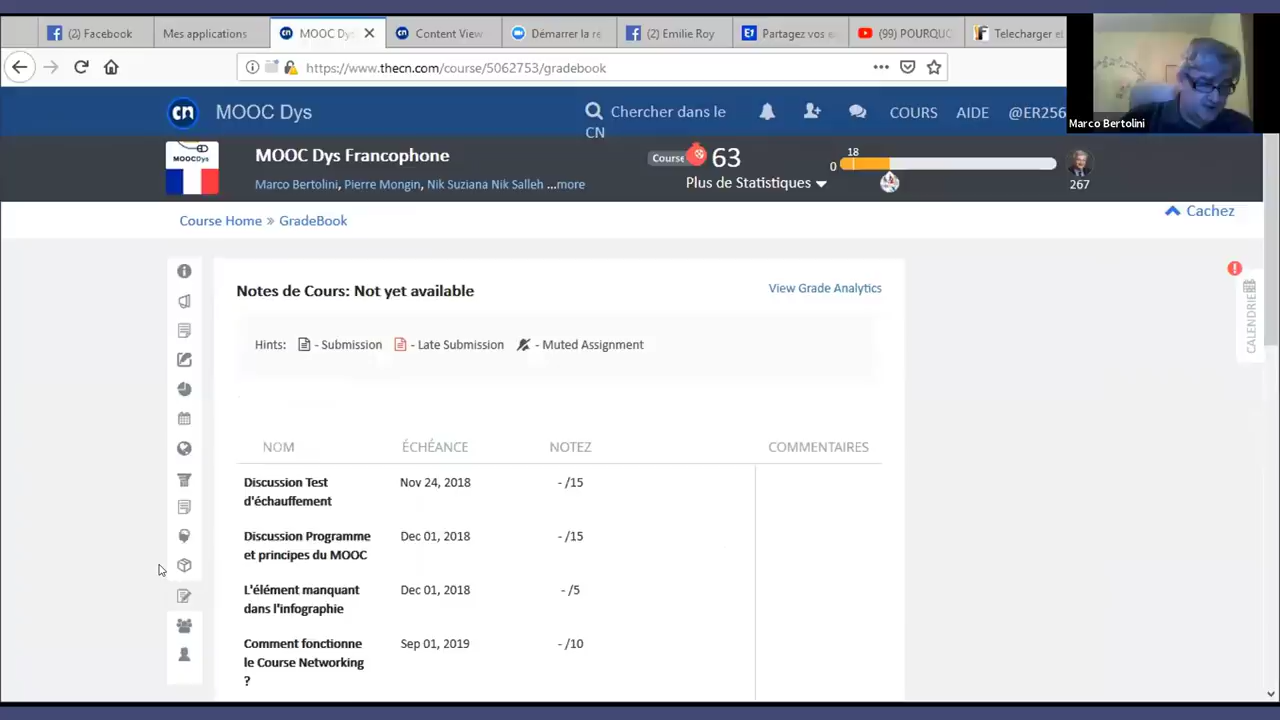 (2) Facebook
Mes applications
MOOC Dys
Content View
Démarrer la re
(2) Emilie Roy
Partagez vos
(99) POURQUO
Telecharger et
https://www.thecn.com/course/5062753/gradebook
Marco Bertolini
cn MOOC Dys
Chercher dans le
CN
COURS
AIDE
@ER256
MOOCDys
MOOC Dys Francophone
Marco Bertolini, Pierre Mongin, Nik Suziana Nik Salleh ...more
Course
63
Plus de Statistiques
0
18
267
Course Home » GradeBook
Cachez
Notes de Cours: Not yet available
View Grade Analytics
Hints: - Submission - Late Submission - Muted Assignment
CALENDRIER
NOM ÉCHÉANCE NOTEZ COMMENTAIRES
Discussion Test
d'échauffement
Nov 24, 2018
- /15
Discussion Programme
et principes du MOOC
Dec 01, 2018
- /15
L'élément manquant
dans l'infographie
Dec 01, 2018
- /5
Comment fonctionne
le Course Networking
?
Sep 01, 2019
- /10